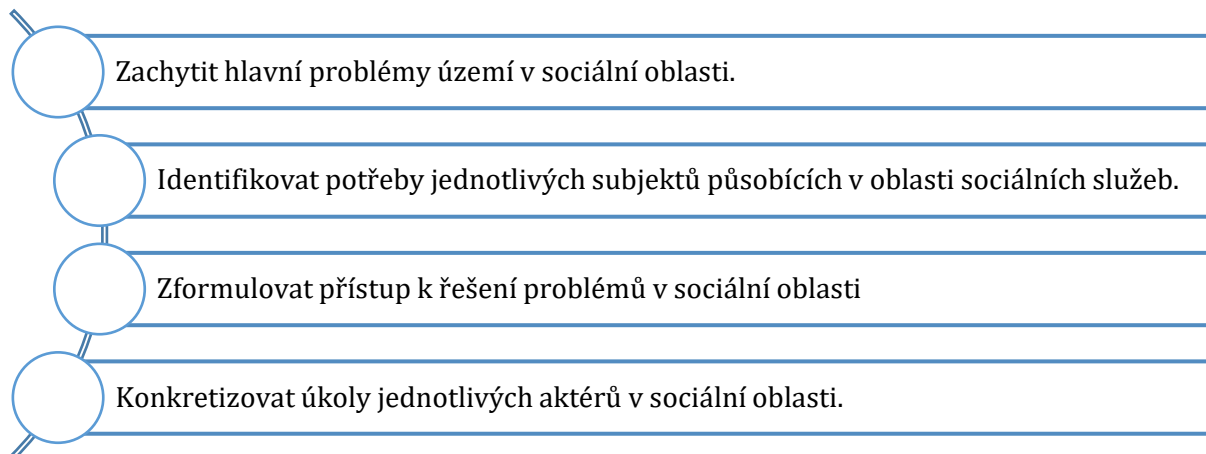 Zachytit hlavní problémy území v sociální oblasti.
Identifikovat potřeby jednotlivých subjektů působících v oblasti sociálních služeb.
Zformulovat přístup k řešení problémů v sociální oblasti
Konkretizovat úkoly jednotlivých aktérů v sociální oblasti.